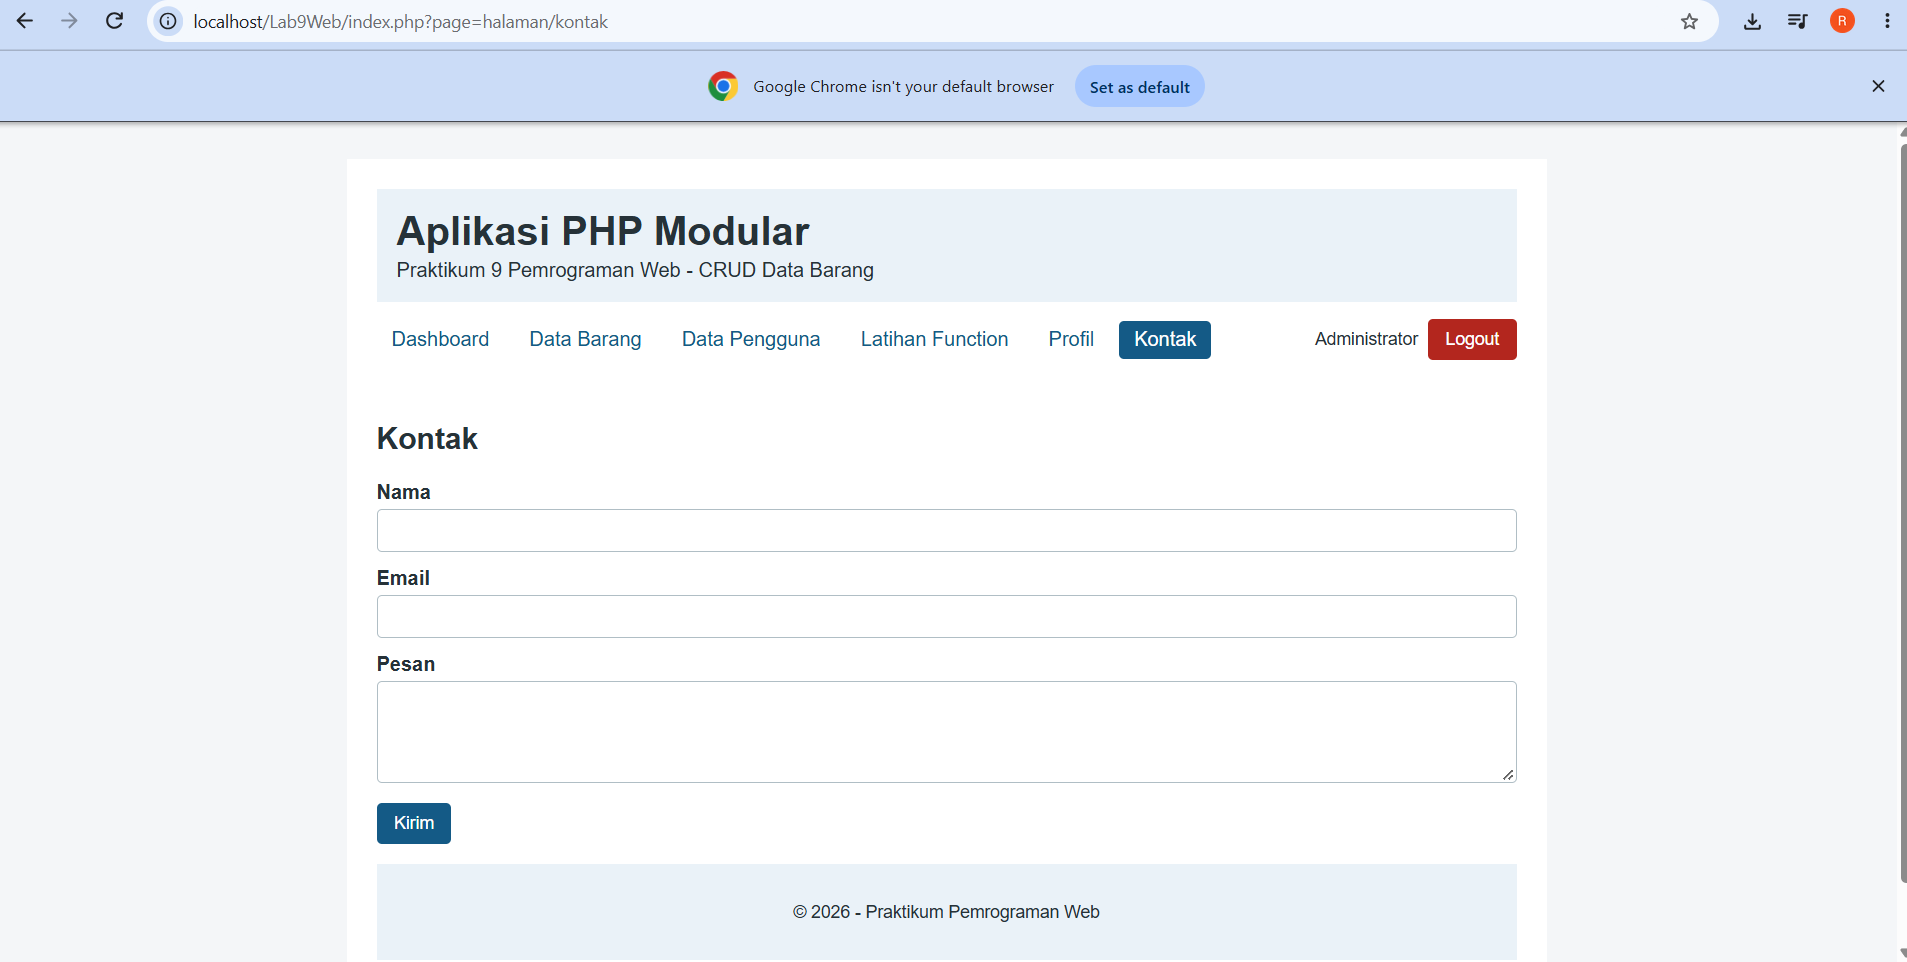 localhost/Lab9Web/index.php?page=halaman/kontak
R
Google Chrome isn't your default browser
Set as default
Aplikasi PHP Modular
Praktikum 9 Pemrograman Web - CRUD Data Barang
Dashboard Data Barang Data Pengguna Latihan Function Profil Kontak Administrator Logout
Kontak
Nama
Email
Pesan
Kirim
© 2026 - Praktikum Pemrograman Web